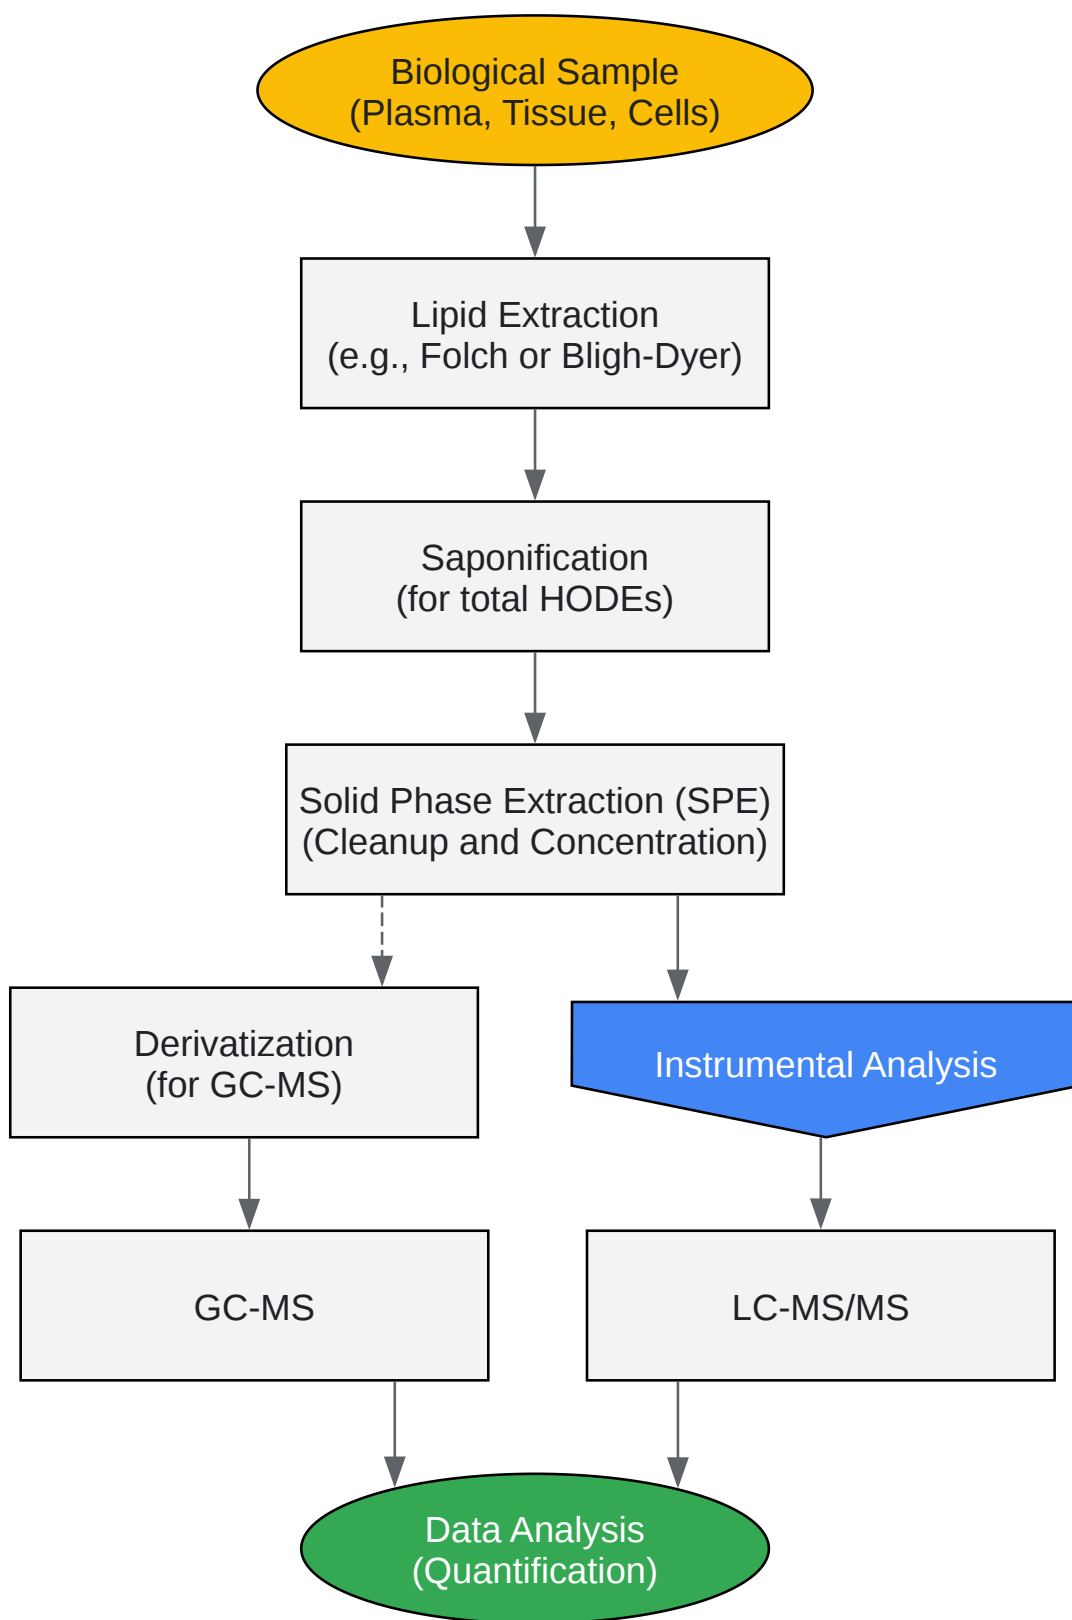 Biological Sample
(Plasma, Tissue, Cells)
Lipid Extraction
(e.g., Folch or Bligh-Dyer)
Saponification
(for total HODEs)
Solid Phase Extraction (SPE)
(Cleanup and Concentration)
Derivatization
(for GC-MS)
Instrumental Analysis
GC-MS
LC-MS/MS
Data Analysis
(Quantification)